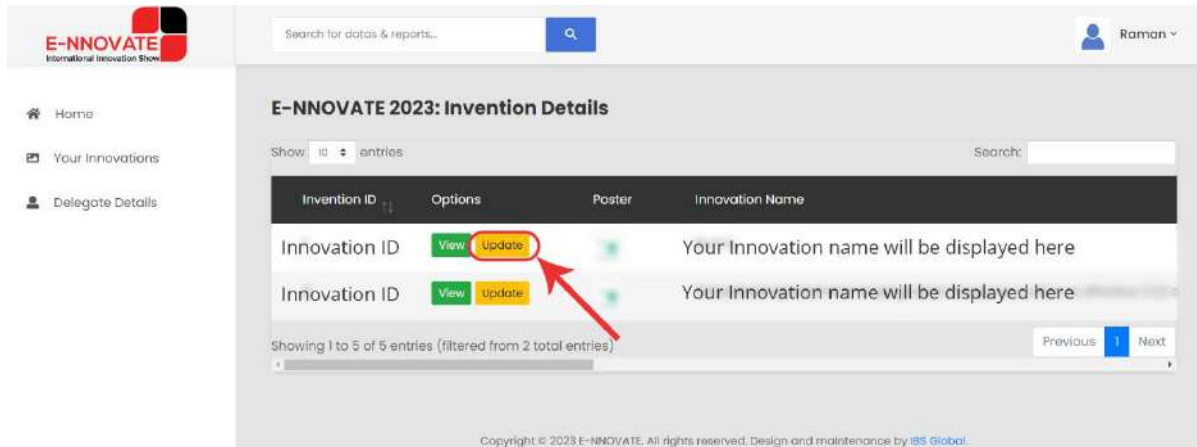 E-NNOVATE
International Innovation Show
Search for datas & reports...
Raman
Home
Your Innovations
Delegate Details
E-NNOVATE 2023: Invention Details
Show 10 entries
Search:
Invention ID Options Poster Innovation Name
Innovation ID View Update Your Innovation name will be displayed here
Innovation ID View Update Your Innovation name will be displayed here
Showing 1 to 5 of 5 entries (filtered from 2 total entries)
Previous 1 Next
Copyright © 2023 E-NNOVATE. All rights reserved. Design and maintenance by IBS Global.